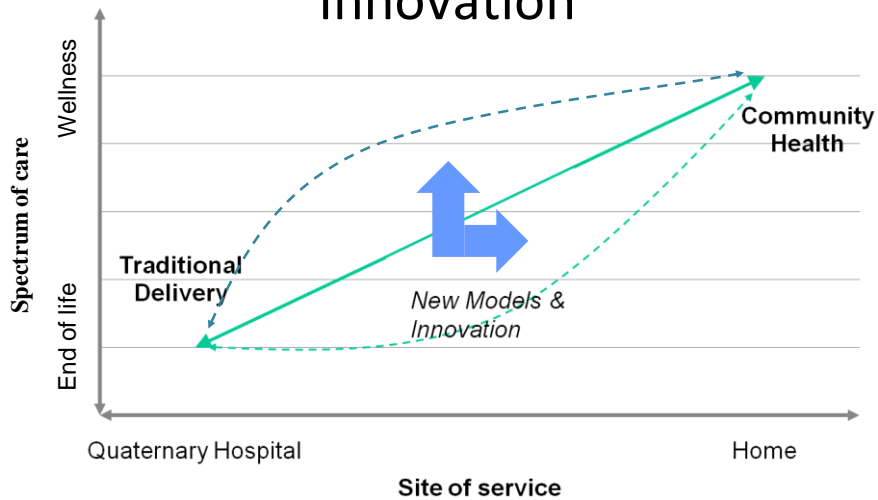 Innovation
Wellness
Community
Health
Spectrum of care
Traditional
Delivery
New Models &
Innovation
End of life
Quaternary Hospital
Home
Site of service